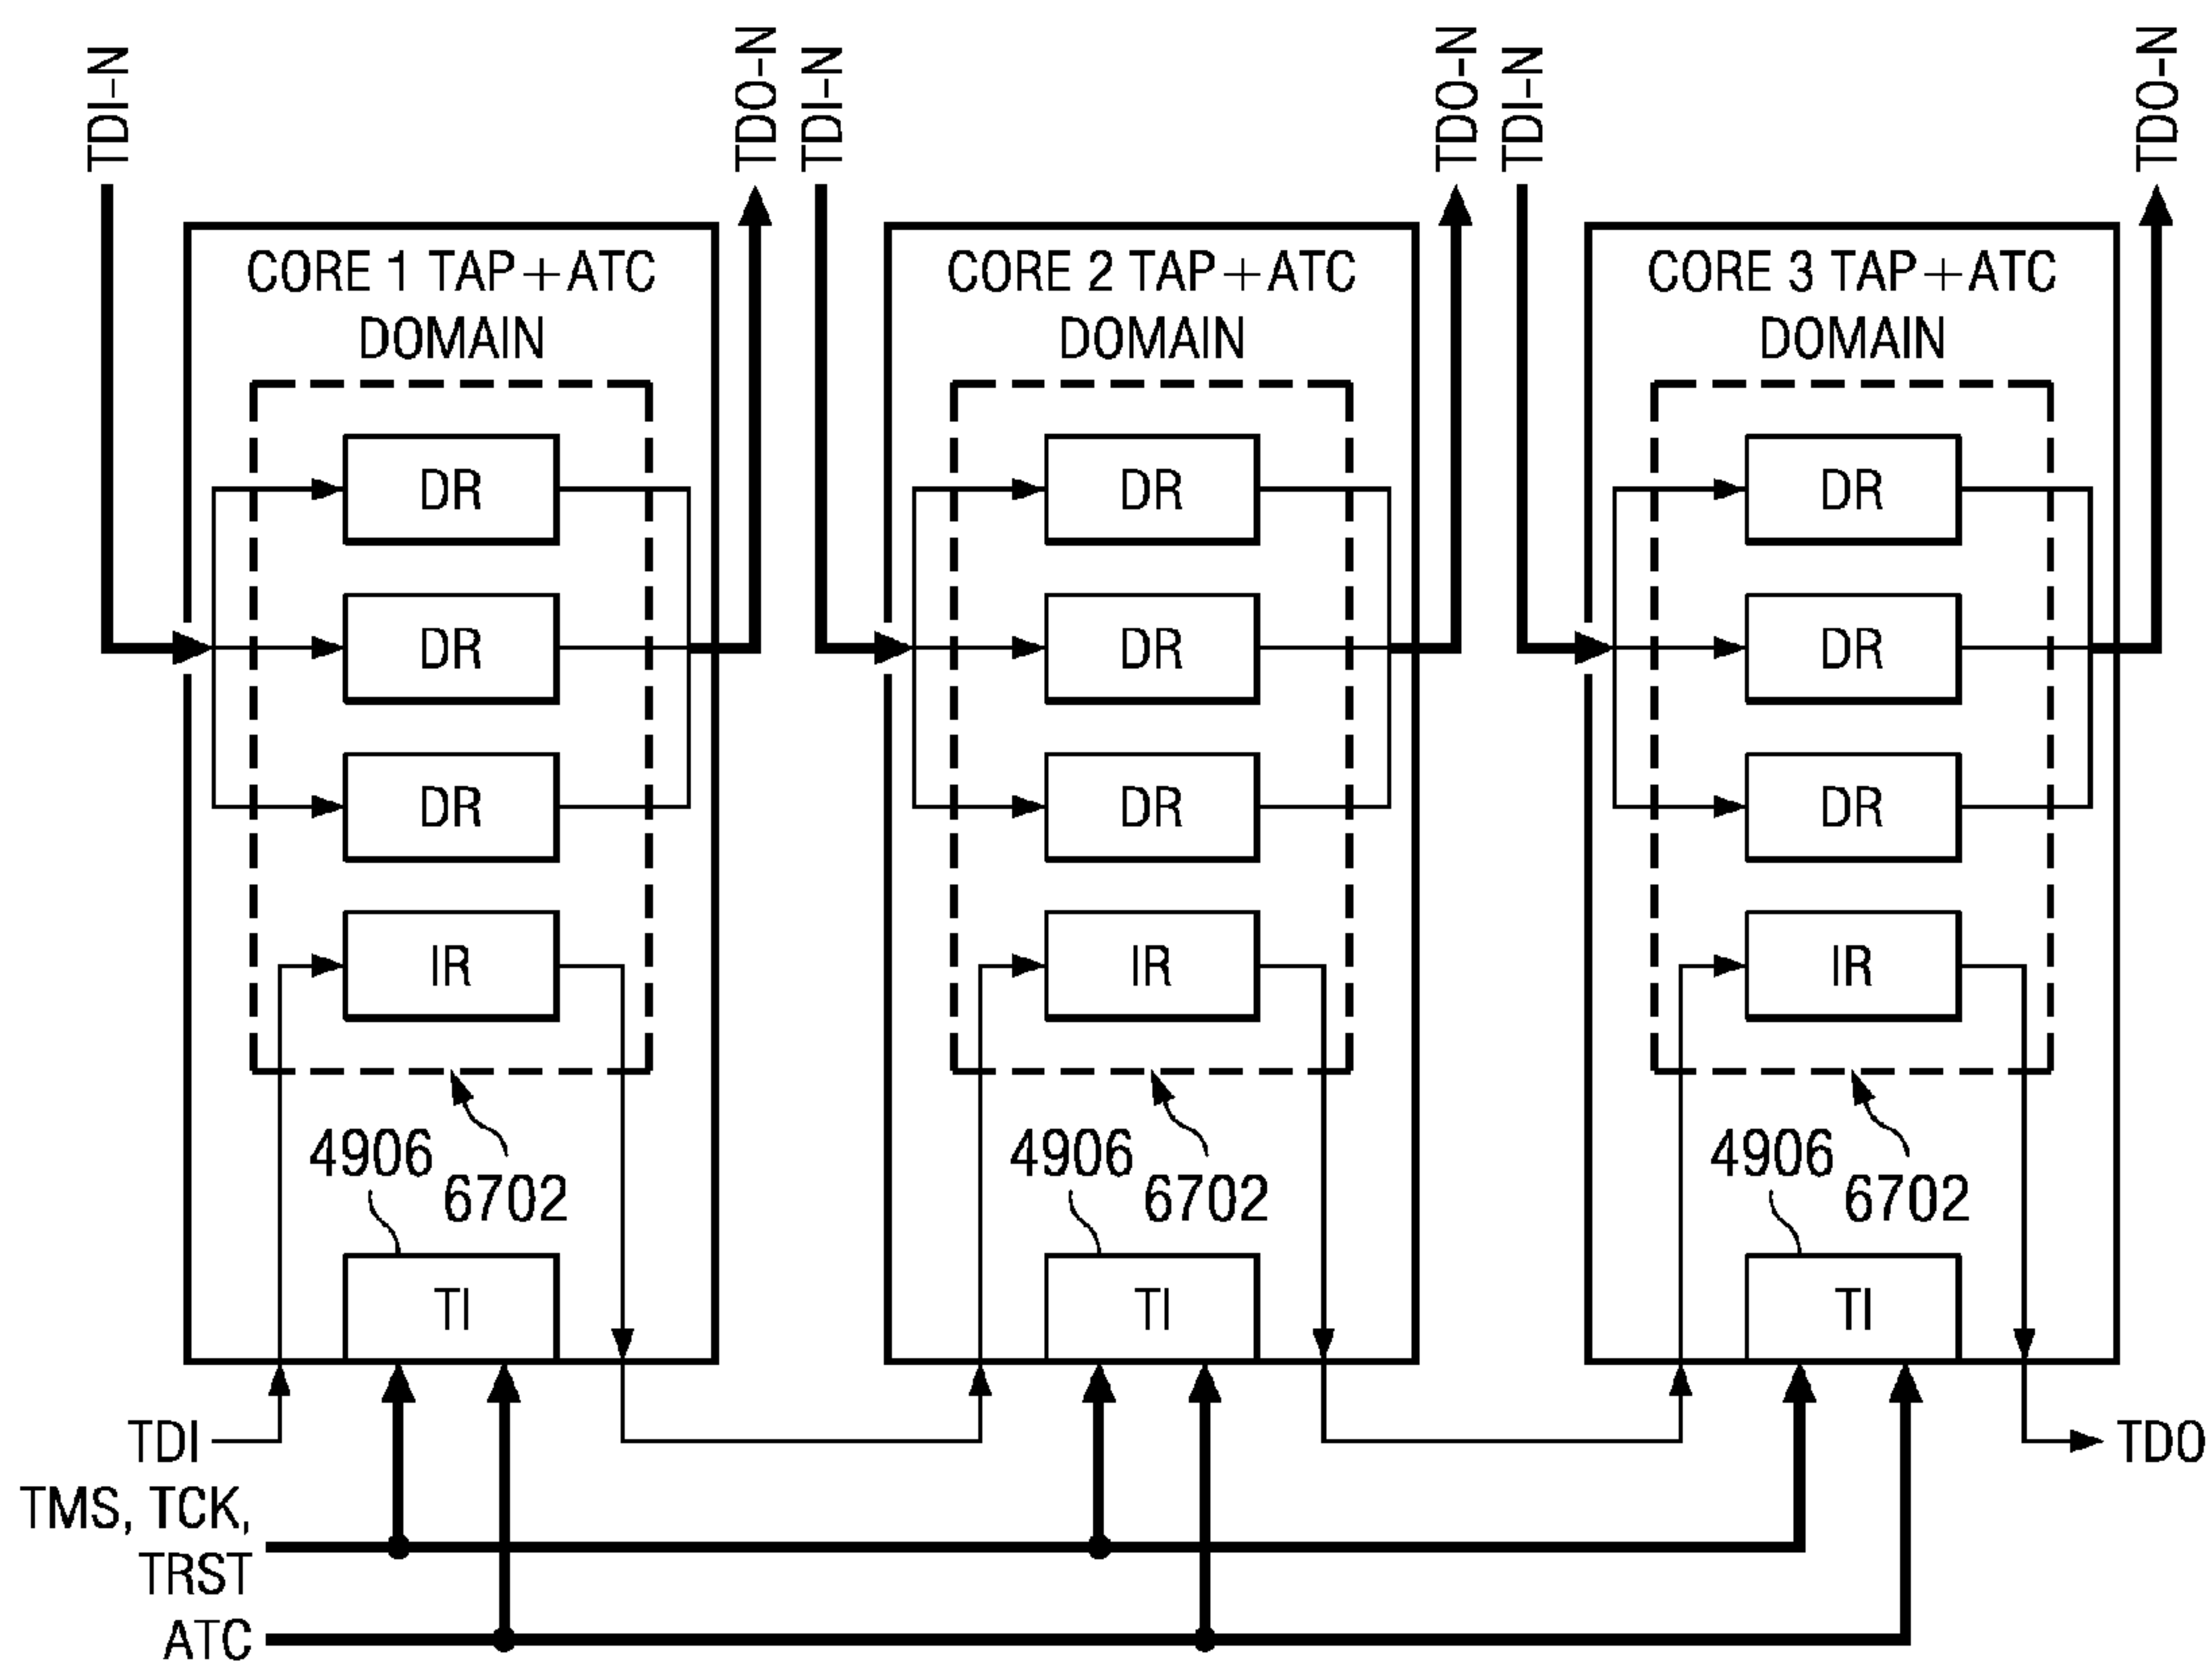 TDI-N
TDO-N
TDI-N
TDO-N
TDI-N
TDO-N
CORE 1 TAP+ATC
DOMAIN
DR
DR
DR
IR
4906
6702
TI
CORE 2 TAP+ATC
DOMAIN
DR
DR
DR
IR
4906
6702
TI
CORE 3 TAP+ATC
DOMAIN
DR
DR
DR
IR
4906
6702
TI
TDI
TDO
TMS, TCK,
TRST
ATC